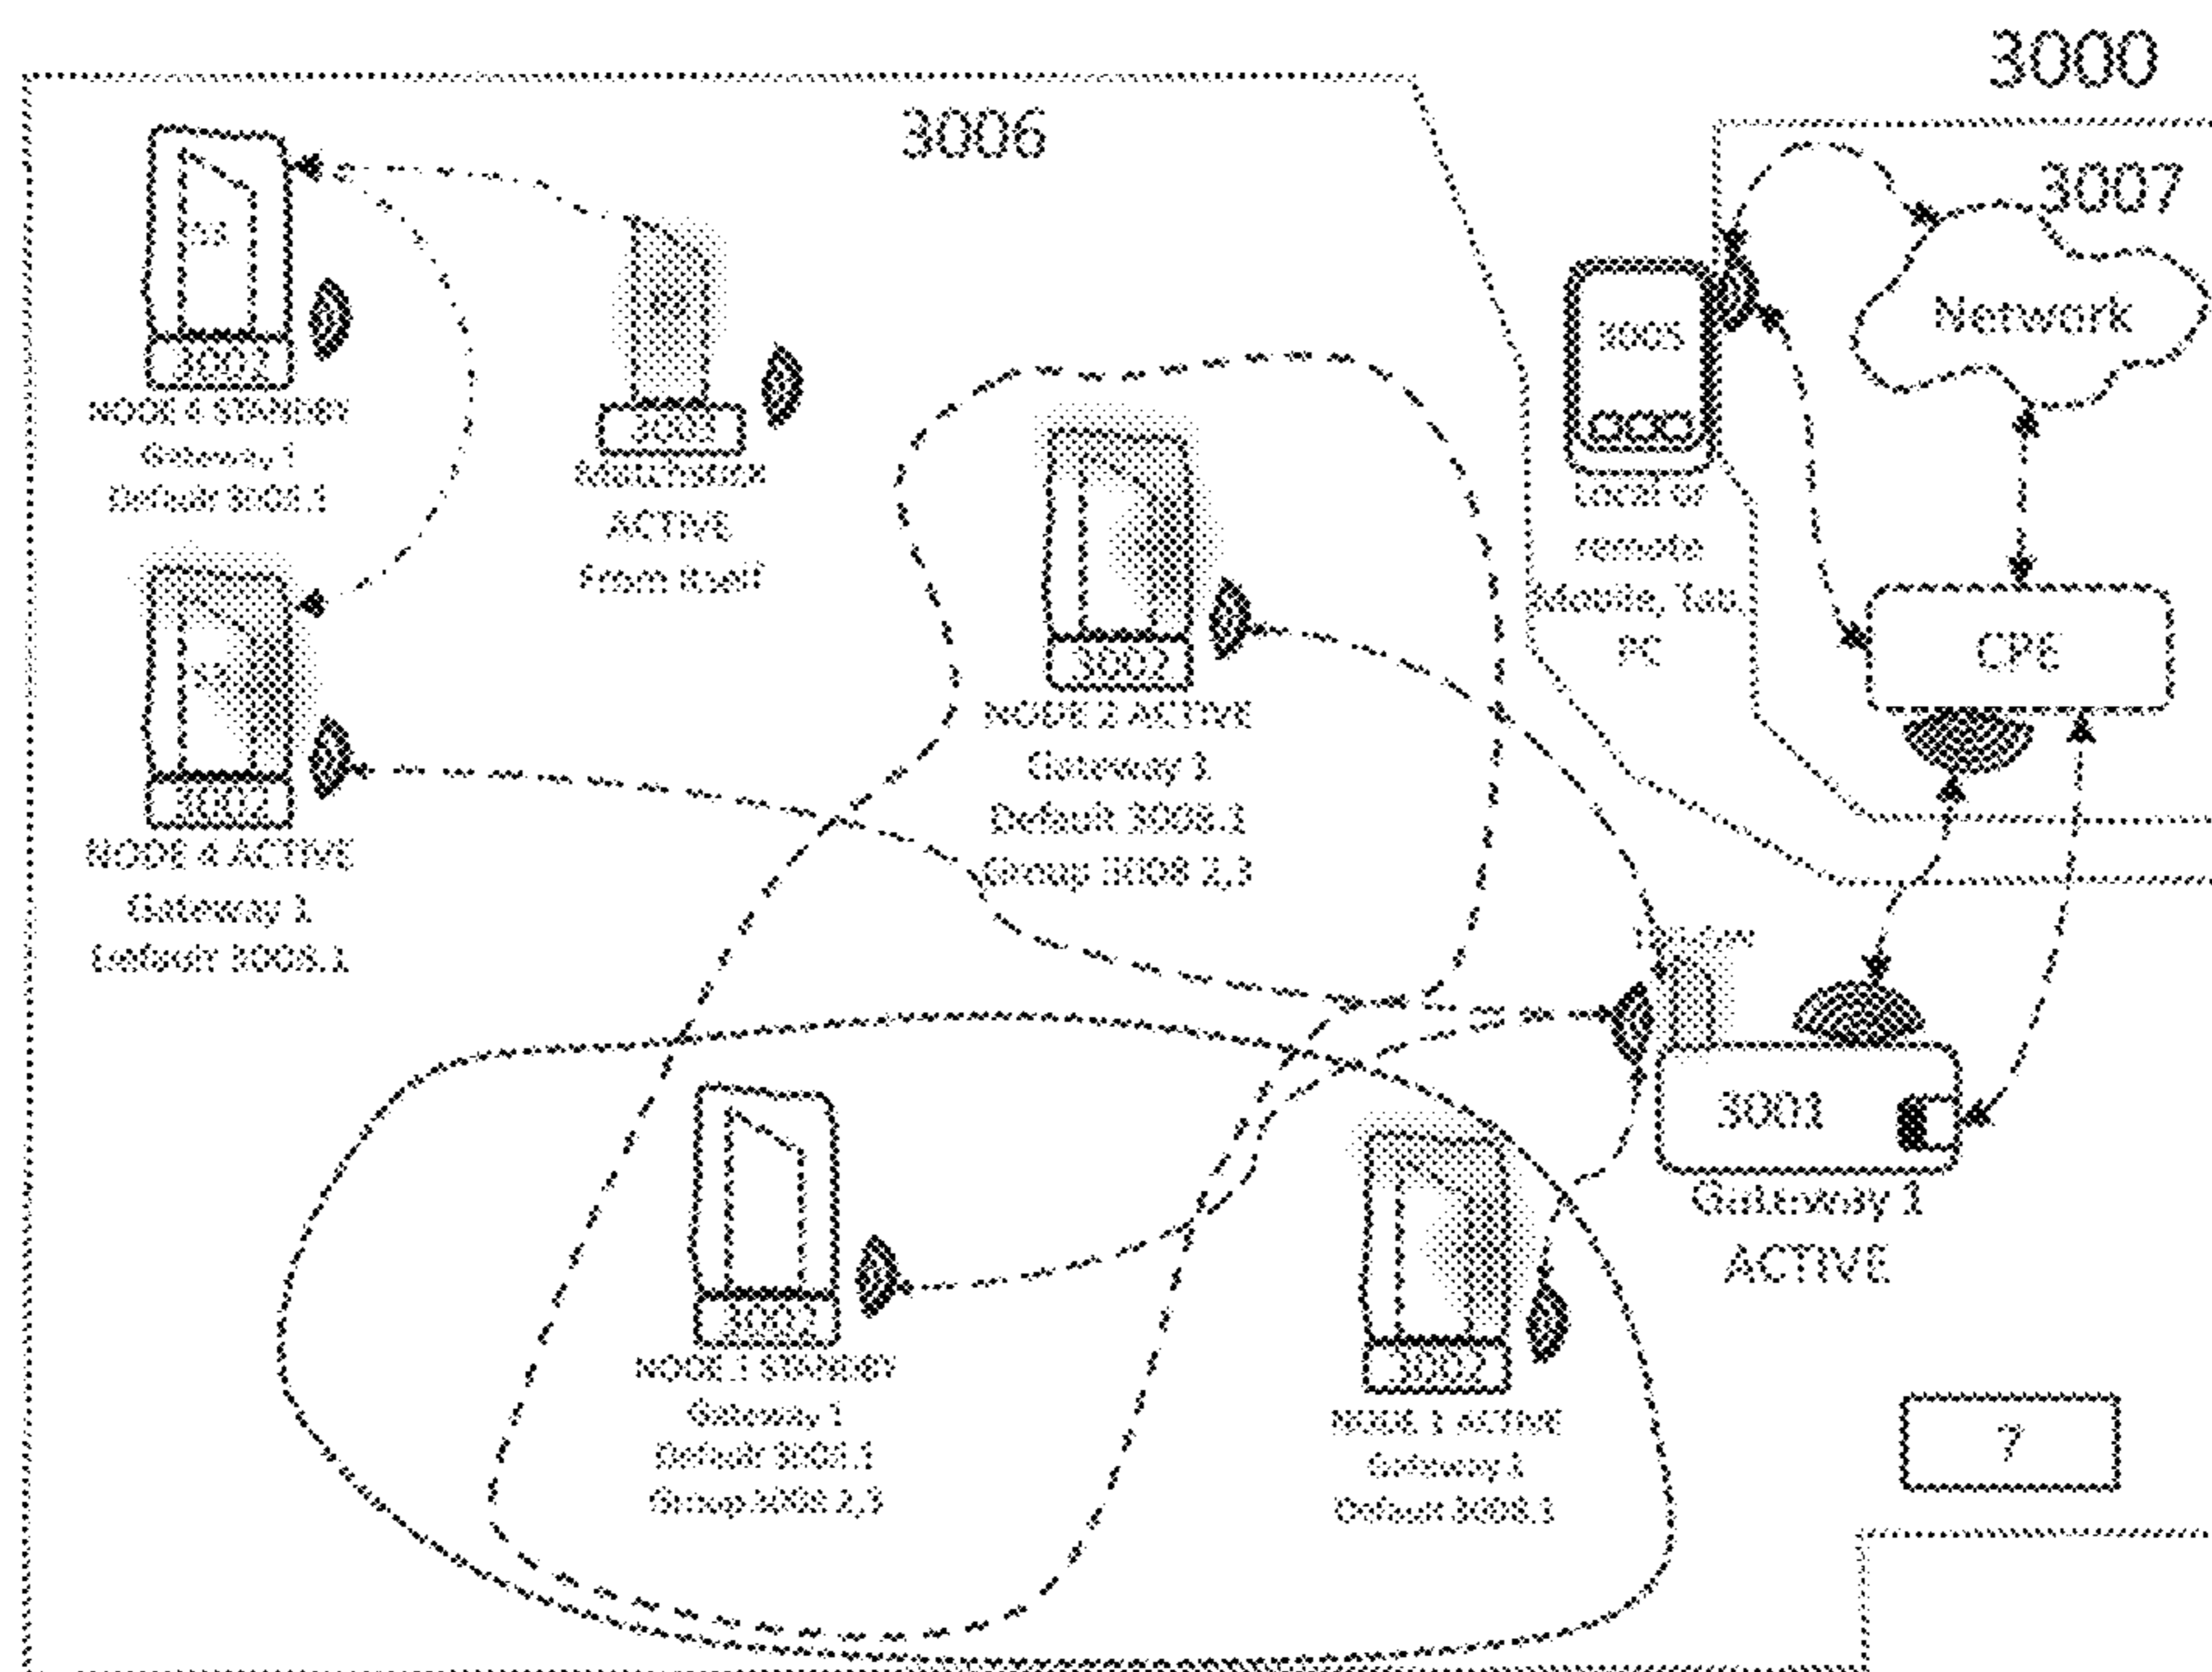 3000
3006
3007
Network
3002
NODE 4 STANDBY
Gateway 1
Default 3008.1
3005
ACTIVE
From itself
Local or
remote
Mobile, Tab,
PC
CPE
3002
NODE 4 ACTIVE
Gateway 1
Default 3008.1
3002
NODE 2 ACTIVE
Gateway 1
Default 3008.1
Group 3008 2,3
3001
Gateway 1
ACTIVE
3002
STANDBY
Gateway 1
Default 3008.1
Group 3008 2,3
3002
NODE 1 ACTIVE
Gateway 1
Default 3008.1
7